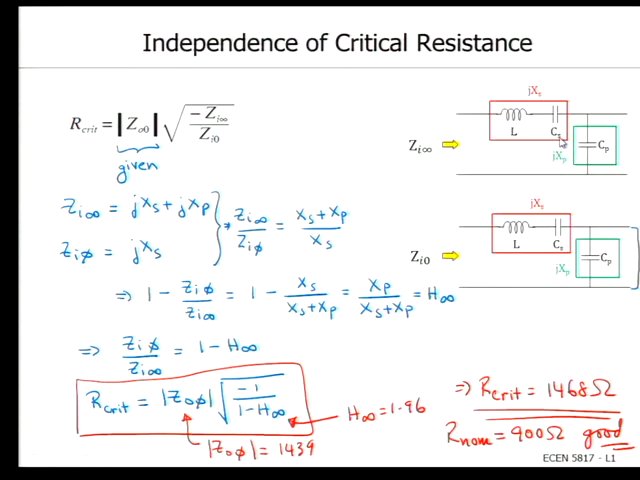 Independence of Critical Resistance
R_crit = |Z_o0| √(-Z_i∞ / Z_i0)
given
Z_i∞ = jX_s + jX_p
Z_iφ = jX_s
* Z_i∞ / Z_iφ = (X_s + X_p) / X_s
⇒ 1 - Z_iφ / Z_i∞ = 1 - X_s / (X_s + X_p) = X_p / (X_s + X_p) = H_∞
⇒ Z_iφ / Z_i∞ = 1 - H_∞
R_crit = |Z_oφ| √(-1 / (1 - H_∞))
H_∞ = 1.96
|Z_oφ| = 1439
jX_s
L C_s
C_p
jX_p
Z_i∞
jX_s
L C_s
C_p
jX_p
Z_i0
⇒ R_crit = 1468Ω
R_nom = 900Ω good
ECEN 5817 - L1